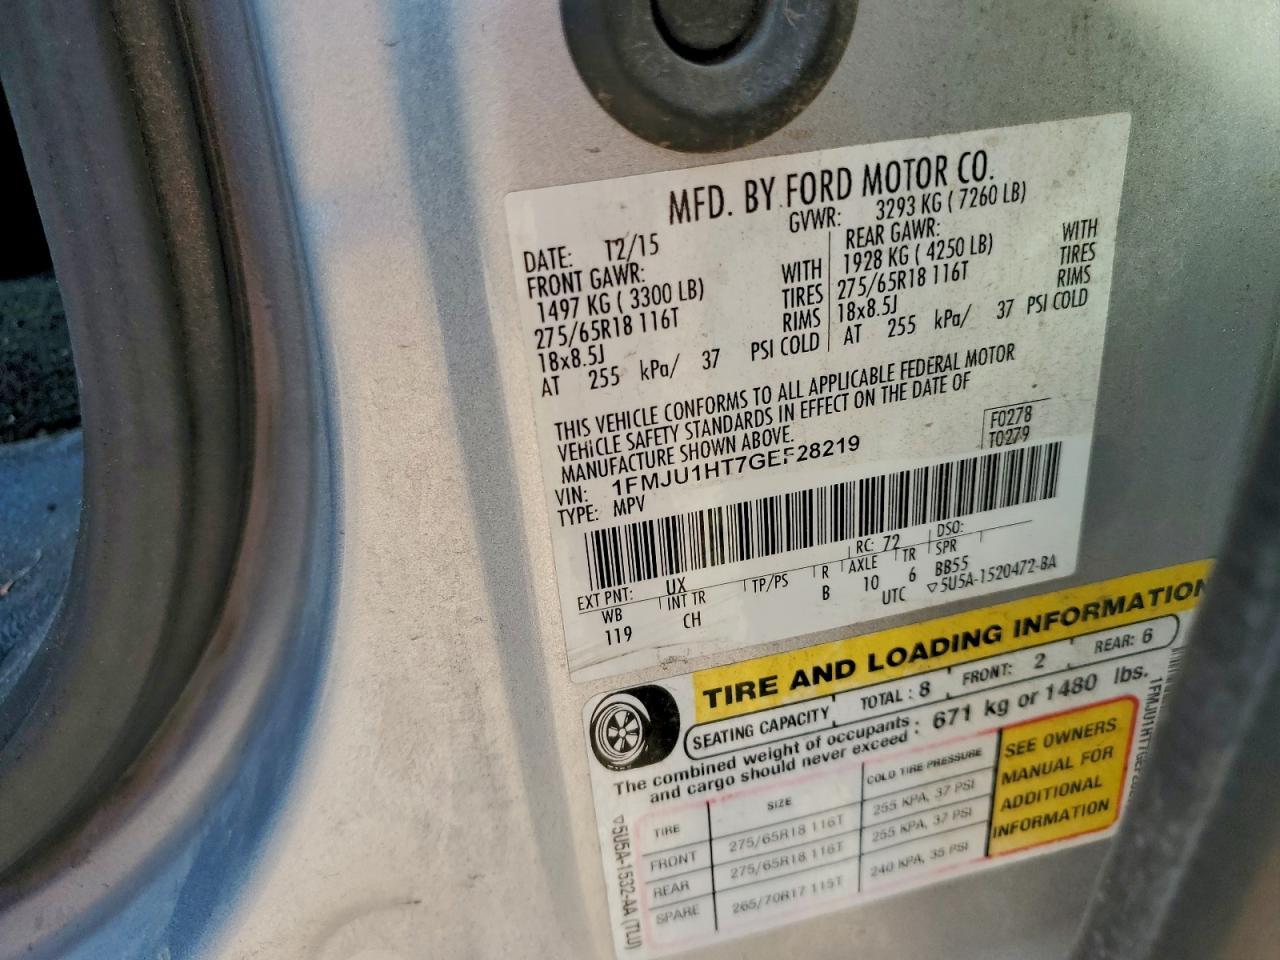 MFD. BY FORD MOTOR CO.
DATE: 12/15
GVWR: 3293 KG ( 7260 LB)
FRONT GAWR:
1497 KG ( 3300 LB) WITH
275/65R18 116T TIRES
18x8.5J RIMS
AT 255 kPa/ 37 PSI COLD
REAR GAWR:
1928 KG ( 4250 LB) WITH
275/65R18 116T TIRES
18x8.5J RIMS
AT 255 kPa/ 37 PSI COLD
THIS VEHICLE CONFORMS TO ALL APPLICABLE FEDERAL MOTOR
VEHICLE SAFETY STANDARDS IN EFFECT ON THE DATE OF
MANUFACTURE SHOWN ABOVE.
F0278
T0279
VIN: 1FMJU1HT7GEF28219
TYPE: MPV
EXT PNT: UX RC: 72 DSO:
WB INT TR TP/PS R AXLE TR SPR
119 CH B 10 6 BB55
UTC ▽5U5A-1520472-BA
TIRE AND LOADING INFORMATION
SEATING CAPACITY TOTAL : 8 FRONT: 2 REAR: 6
The combined weight of occupants
and cargo should never exceed : 671 kg or 1480 lbs.
TIRE SIZE COLD TIRE PRESSURE
FRONT 275/65R18 116T 255 KPA, 37 PSI
REAR 275/65R18 116T 255 KPA, 37 PSI
SPARE 265/70R17 115T 240 KPA, 35 PSI
SEE OWNERS
MANUAL FOR
ADDITIONAL
INFORMATION
▽5U5A-1532-AA (TLU)